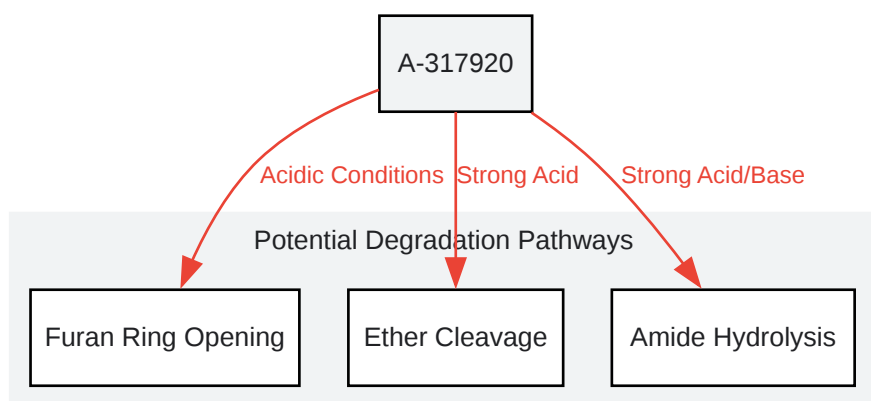 A-317920
Acidic Conditions
Strong Acid
Strong Acid/Base
Potential Degradation Pathways
Furan Ring Opening
Ether Cleavage
Amide Hydrolysis